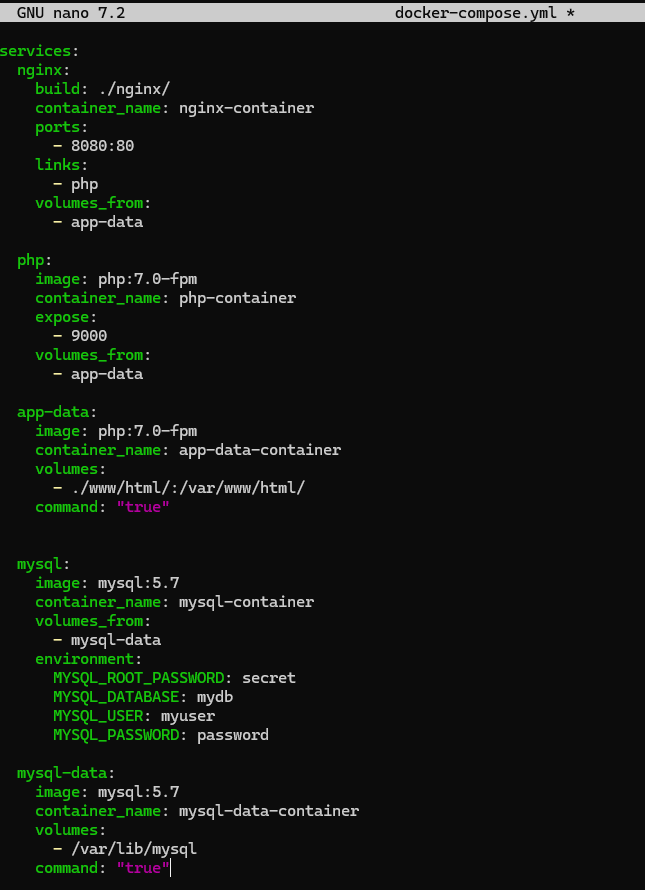 GNU nano 7.2 docker-compose.yml *
services:
  nginx:
    build: ./nginx/
    container_name: nginx-container
    ports:
      - 8080:80
    links:
      - php
    volumes_from:
      - app-data

  php:
    image: php:7.0-fpm
    container_name: php-container
    expose:
      - 9000
    volumes_from:
      - app-data

  app-data:
    image: php:7.0-fpm
    container_name: app-data-container
    volumes:
      - ./www/html/:/var/www/html/
    command: "true"


  mysql:
    image: mysql:5.7
    container_name: mysql-container
    volumes_from:
      - mysql-data
    environment:
      MYSQL_ROOT_PASSWORD: secret
      MYSQL_DATABASE: mydb
      MYSQL_USER: myuser
      MYSQL_PASSWORD: password

  mysql-data:
    image: mysql:5.7
    container_name: mysql-data-container
    volumes:
      - /var/lib/mysql
    command: "true"